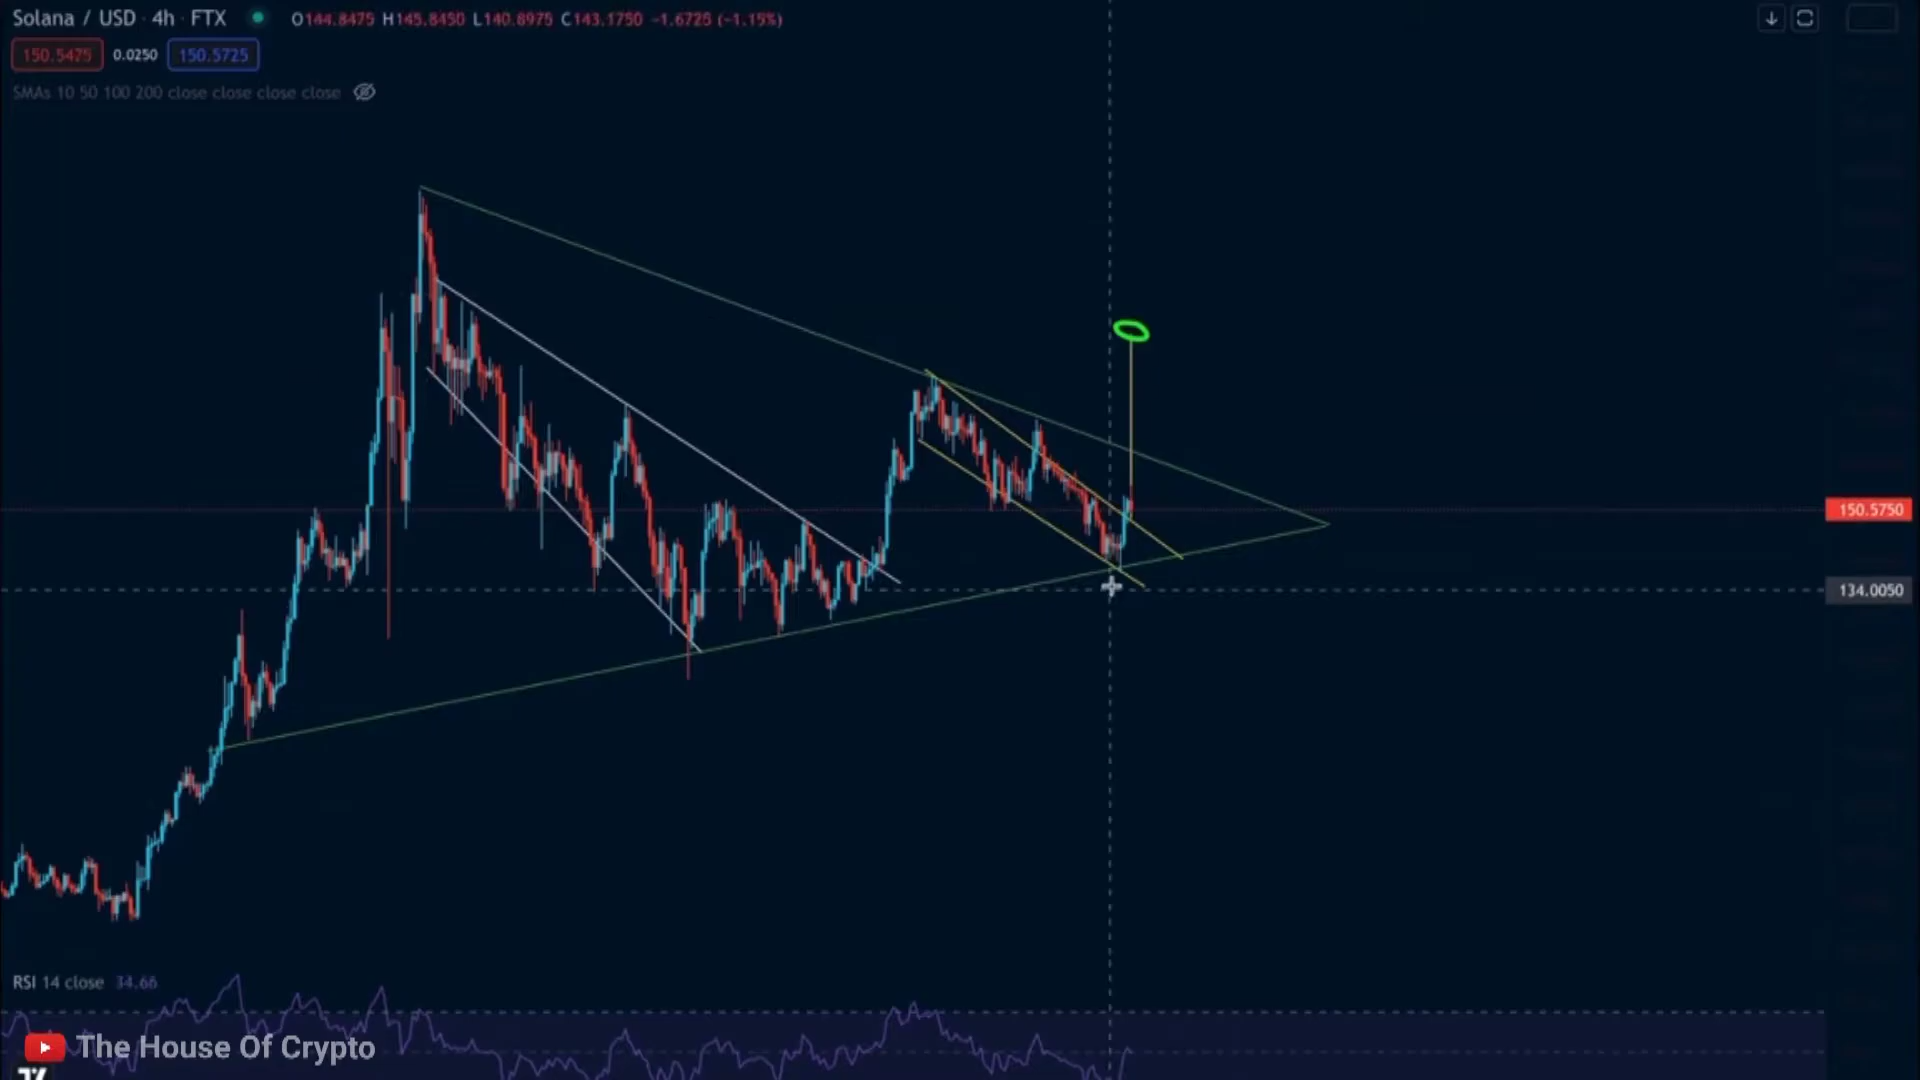 Solana / USD · 4h · FTX O144.8475 H145.8450 L140.8975 C143.1750 −1.6725 (−1.15%)
150.5475 0.0250 150.5725
SMAs 10 50 100 200 close close close close
150.5750
134.0050
RSI 14 close 34.66
The House Of Crypto